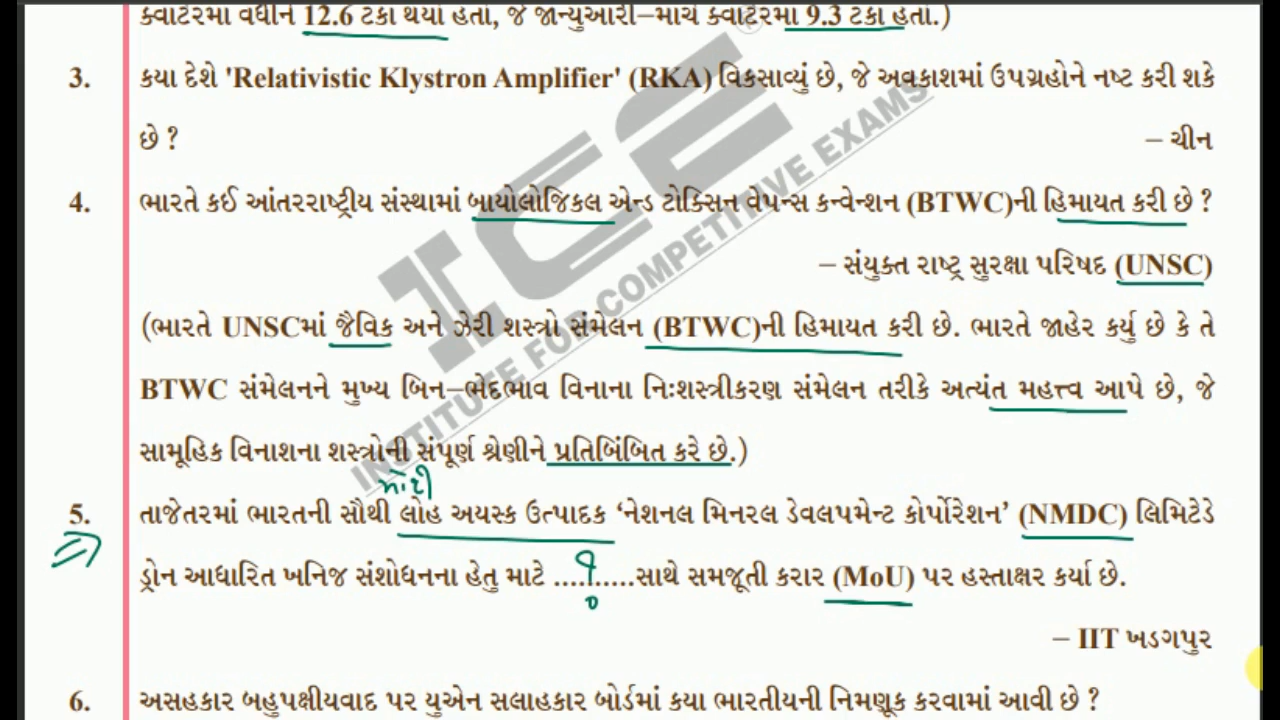 ક્વાર્ટરમાં વધીને 12.6 ટકા થયો હતો, જે જાન્યુઆરી–માર્ચ ક્વાર્ટરમાં 9.3 ટકા હતો.)
3. કયા દેશે 'Relativistic Klystron Amplifier' (RKA) વિકસાવ્યું છે, જે અવકાશમાં ઉપગ્રહોને નષ્ટ કરી શકે
છે ? – ચીન
4. ભારતે કઈ આંતરરાષ્ટ્રીય સંસ્થામાં બાયોલોજિકલ એન્ડ ટોક્સિન વેપન્સ કન્વેન્શન (BTWC)ની હિમાયત કરી છે ?
– સંયુક્ત રાષ્ટ્ર સુરક્ષા પરિષદ (UNSC)
(ભારતે UNSCમાં જૈવિક અને ઝેરી શસ્ત્રો સંમેલન (BTWC)ની હિમાયત કરી છે. ભારતે જાહેર કર્યુ છે કે તે
BTWC સંમેલનને મુખ્ય બિન–ભેદભાવ વિનાના નિઃશસ્ત્રીકરણ સંમેલન તરીકે અત્યંત મહત્ત્વ આપે છે, જે
સામૂહિક વિનાશના શસ્ત્રોની સંપૂર્ણ શ્રેણીને પ્રતિબિંબિત કરે છે.)
મોટી
5. તાજેતરમાં ભારતની સૌથી લોહ અયસ્ક ઉત્પાદક ‘નેશનલ મિનરલ ડેવલપમેન્ટ કોર્પોરેશન’ (NMDC) લિમિટેડે
ડ્રોન આધારિત ખનિજ સંશોધનના હેતુ માટે ....?......સાથે સમજૂતી કરાર (MoU) પર હસ્તાક્ષર કર્યા છે.
– IIT ખડગપુર
6. અસહકાર બહુપક્ષીયવાદ પર યુએન સલાહકાર બોર્ડમાં કયા ભારતીયની નિમણૂક કરવામાં આવી છે ?
ICE
INSTITUTE FOR COMPETITIVE EXAMS